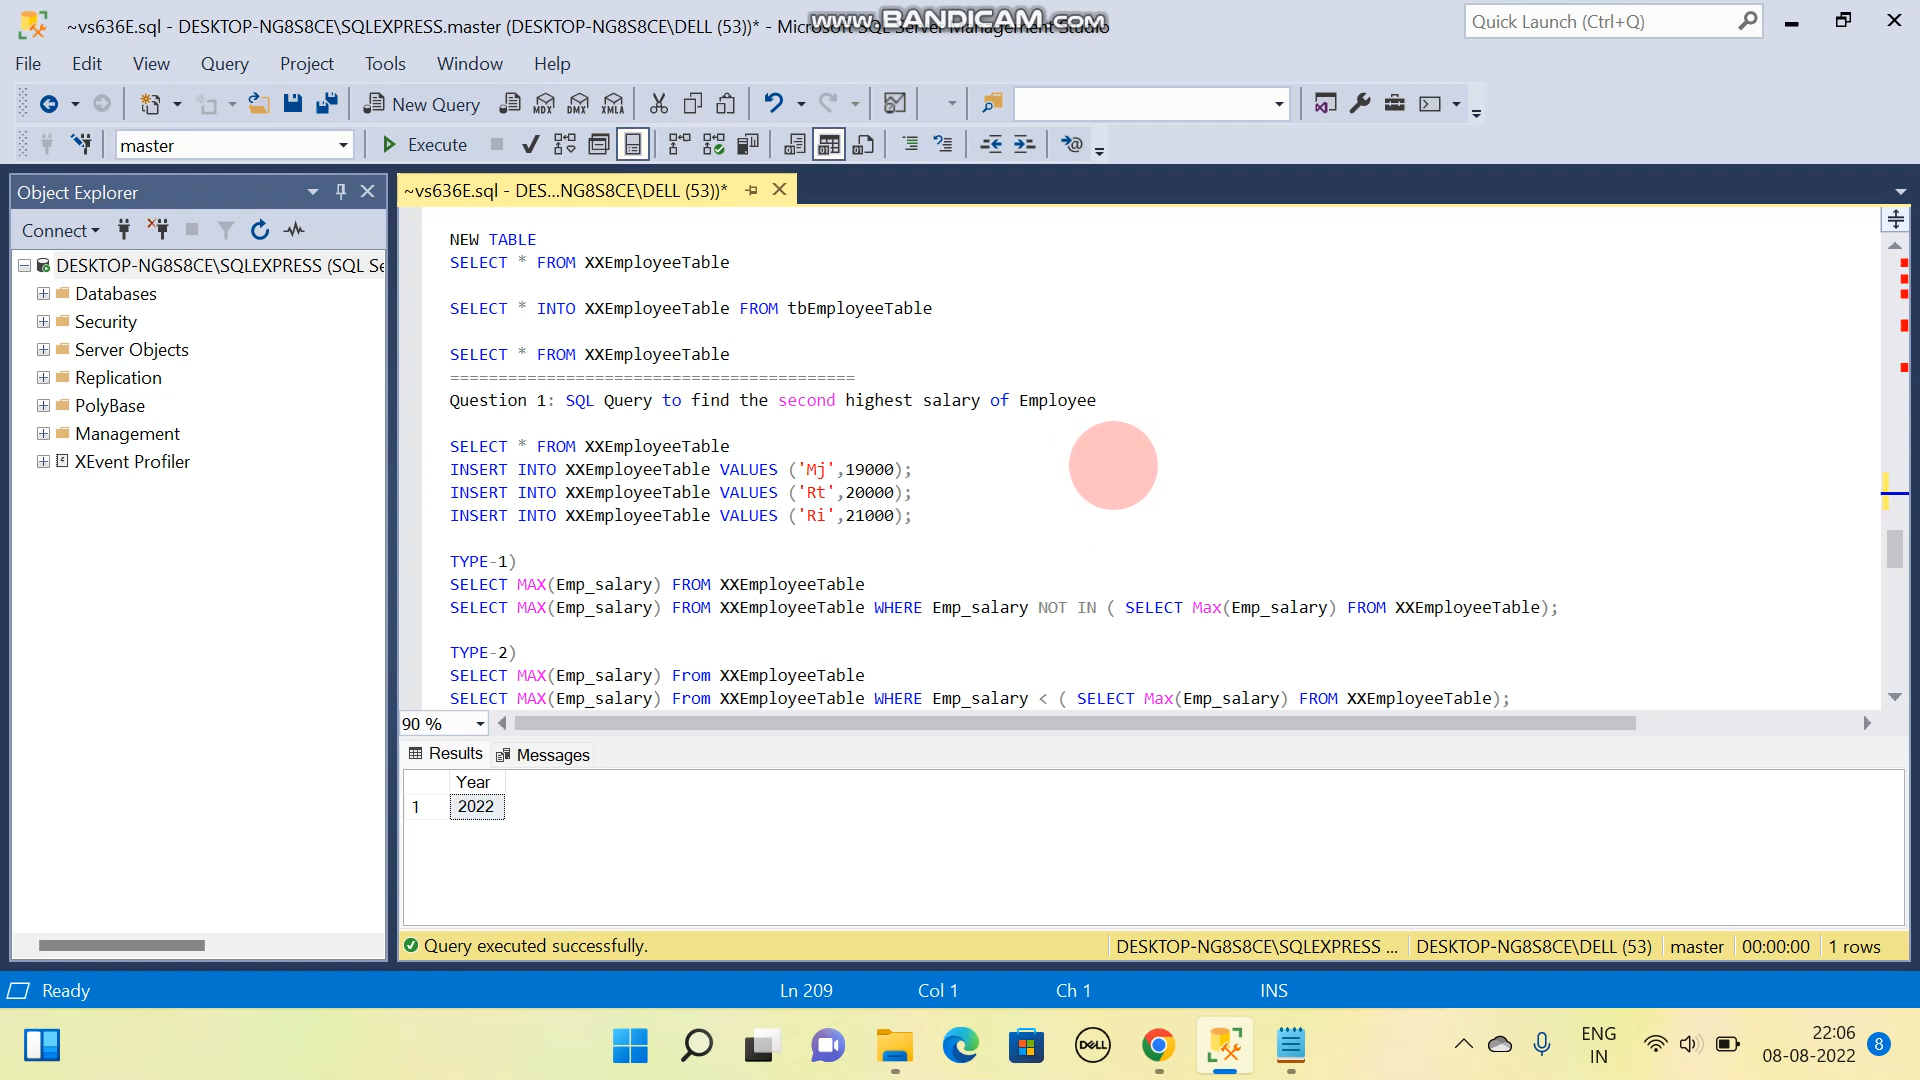 ~vs636E.sql - DESKTOP-NG8S8CE\SQLEXPRESS.master (DESKTOP-NG8S8CE\DELL (53))* - Microsoft SQL Server Management Studio
www.BANDICAM.com
Quick Launch (Ctrl+Q)
File Edit View Query Project Tools Window Help
New Query MDX DMX XMLA
master Execute
Object Explorer
Connect
DESKTOP-NG8S8CE\SQLEXPRESS (SQL Se
Databases
Security
Server Objects
Replication
PolyBase
Management
XEvent Profiler
~vs636E.sql - DES...NG8S8CE\DELL (53))*
NEW TABLE
SELECT * FROM XXEmployeeTable
SELECT * INTO XXEmployeeTable FROM tbEmployeeTable
SELECT * FROM XXEmployeeTable
==========================================
Question 1: SQL Query to find the second highest salary of Employee
SELECT * FROM XXEmployeeTable
INSERT INTO XXEmployeeTable VALUES ('Mj',19000);
INSERT INTO XXEmployeeTable VALUES ('Rt',20000);
INSERT INTO XXEmployeeTable VALUES ('Ri',21000);
TYPE-1)
SELECT MAX(Emp_salary) FROM XXEmployeeTable
SELECT MAX(Emp_salary) FROM XXEmployeeTable WHERE Emp_salary NOT IN ( SELECT Max(Emp_salary) FROM XXEmployeeTable);
TYPE-2)
SELECT MAX(Emp_salary) From XXEmployeeTable
SELECT MAX(Emp_salary) From XXEmployeeTable WHERE Emp_salary < ( SELECT Max(Emp_salary) FROM XXEmployeeTable);
90 %
Results Messages
Year
1 2022
Query executed successfully. DESKTOP-NG8S8CE\SQLEXPRESS ... DESKTOP-NG8S8CE\DELL (53) master 00:00:00 1 rows
Ready Ln 209 Col 1 Ch 1 INS
DELL
ENG
IN
22:06
08-08-2022
8